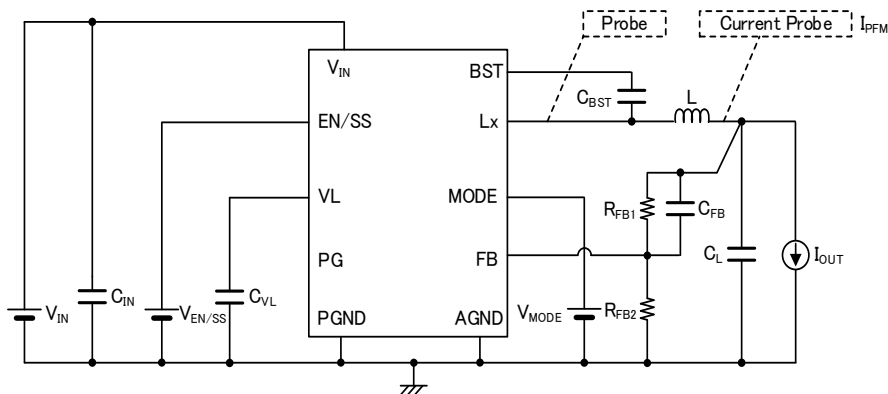 Probe
Current Probe
IPFM
VIN
BST
CBST
L
EN/SS
Lx
VL
MODE
RFB1
CFB
PG
FB
CL
IOUT
VIN
CIN
VEN/SS
CVL
PGND
AGND
VMODE
RFB2